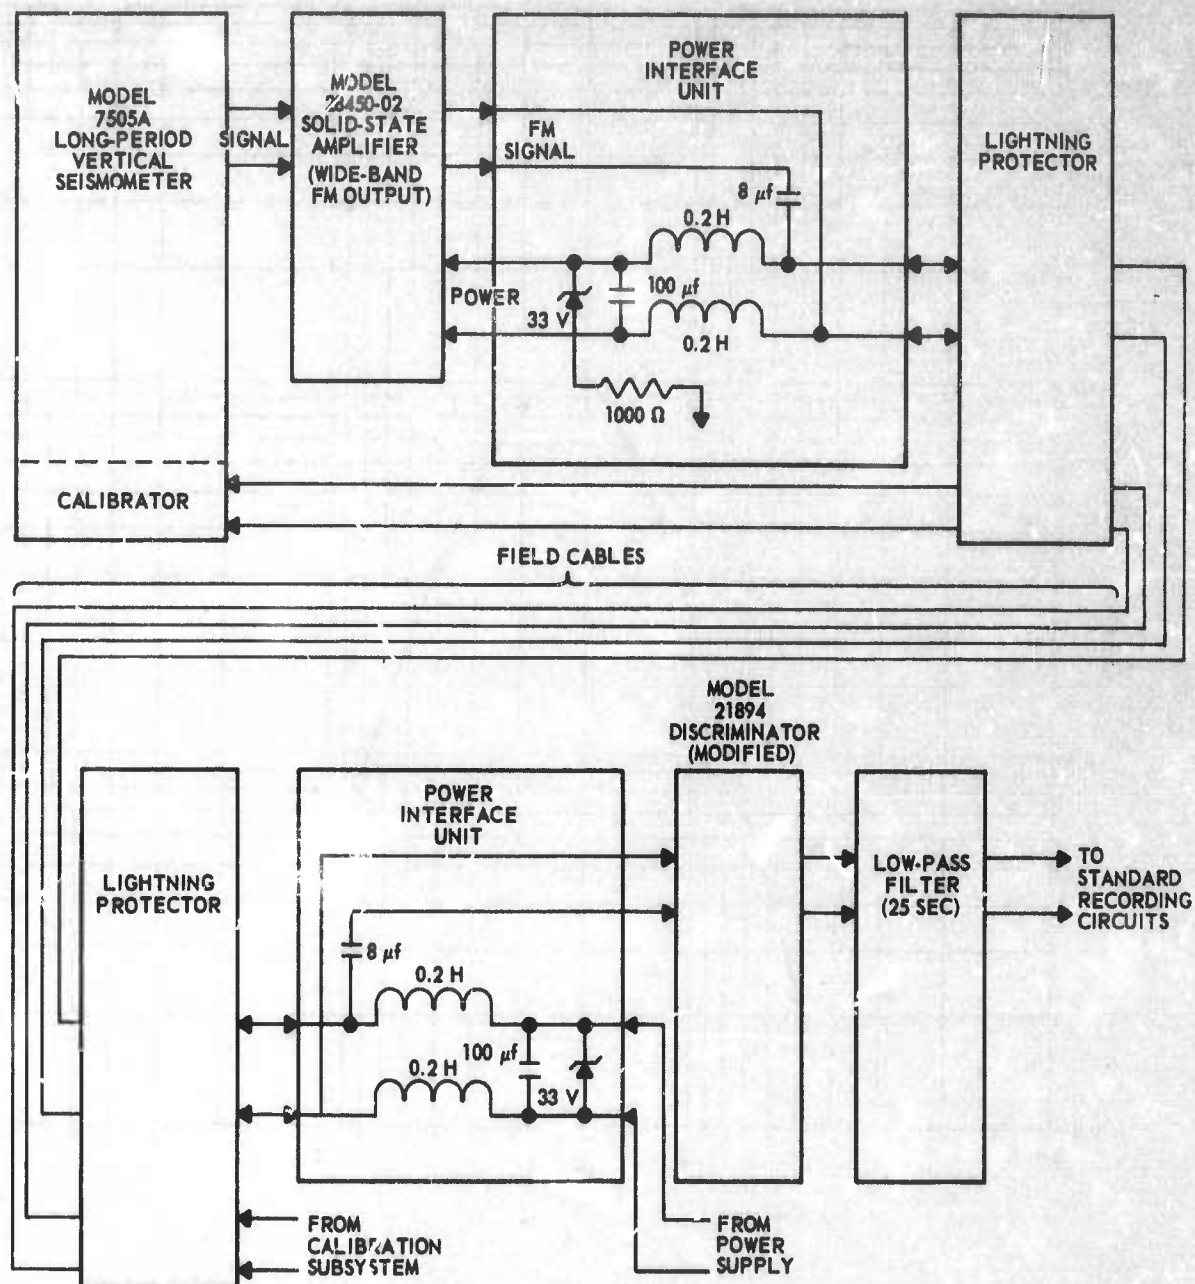 MODEL
7505A
LONG-PERIOD
VERTICAL
SEISMOMETER
SIGNAL
MODEL
28450-02
SOLID-STATE
AMPLIFIER
(WIDE-BAND
FM OUTPUT)
POWER
INTERFACE
UNIT
FM
SIGNAL
8 μf
0.2 H
100 μf
POWER
33 V
0.2 H
1000 Ω
LIGHTNING
PROTECTOR
CALIBRATOR
FIELD CABLES
MODEL
21894
DISCRIMINATOR
(MODIFIED)
LIGHTNING
PROTECTOR
POWER
INTERFACE
UNIT
8 μf
0.2 H
100 μf
0.2 H
33 V
LOW-PASS
FILTER
(25 SEC)
TO
STANDARD
RECORDING
CIRCUITS
FROM
CALIBRATION
SUBSYSTEM
FROM
POWER
SUPPLY